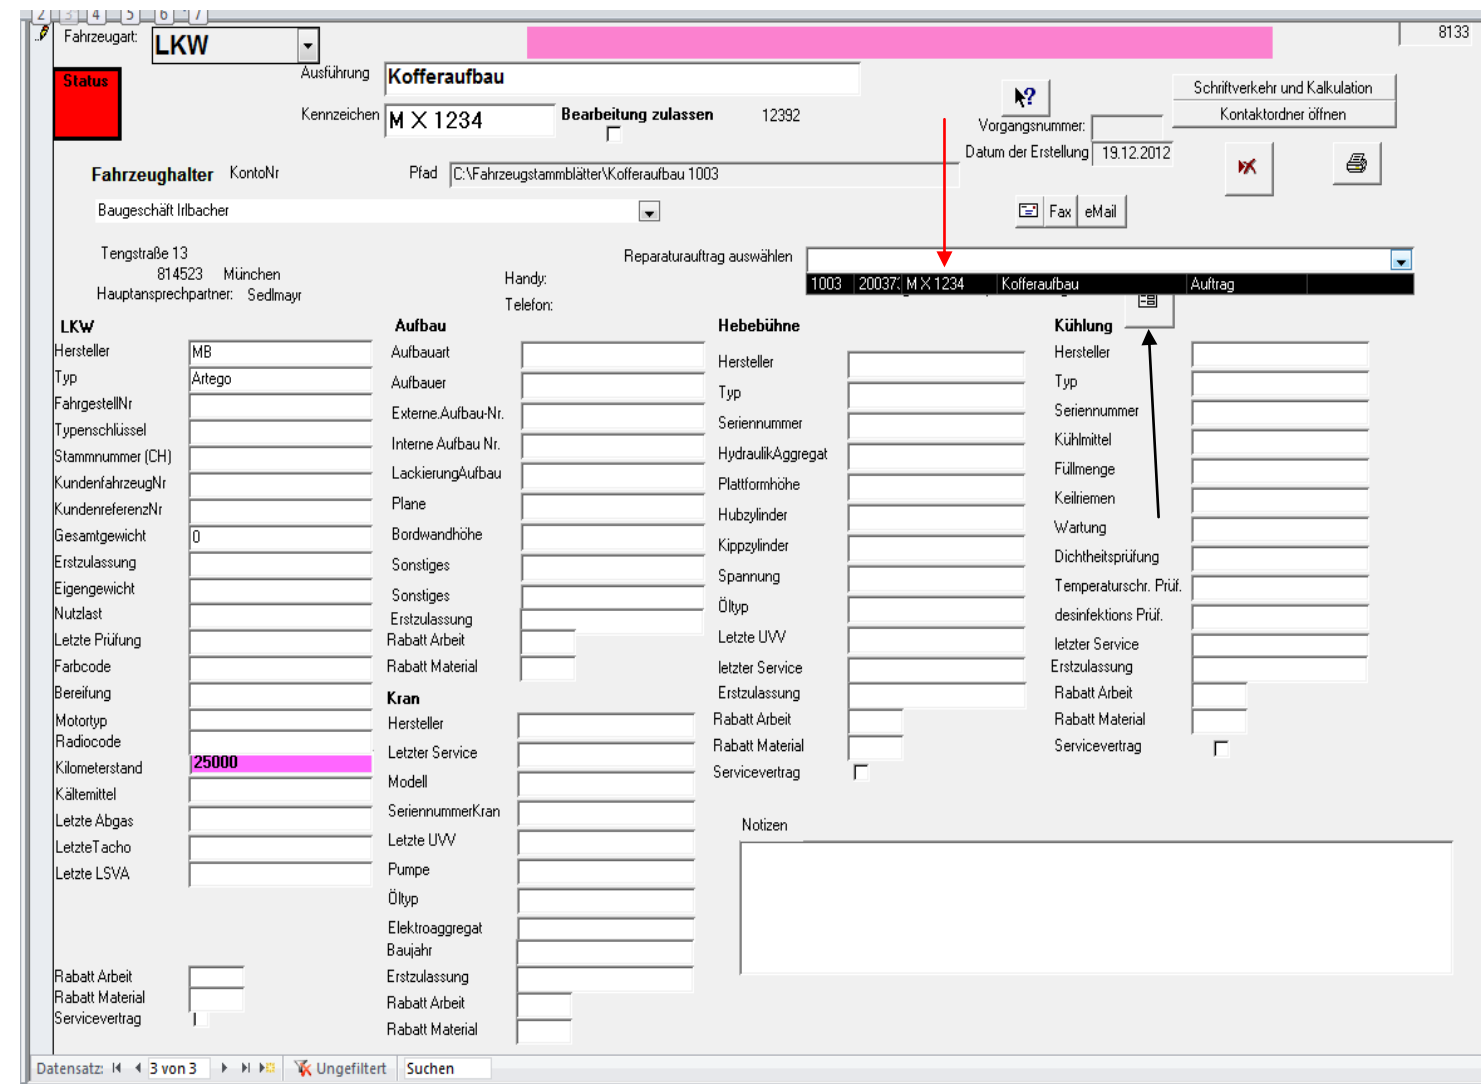 2 3 4 5 6 7
Fahrzeugart: LKW 8133
Status Ausführung Kofferaufbau Schriftverkehr und Kalkulation
Kennzeichen M X 1234 Bearbeitung zulassen 12392 Kontaktordner öffnen
Vorgangsnummer:
Datum der Erstellung 19.12.2012
Fahrzeughalter KontoNr Pfad C:\Fahrzeugstammblätter\Kofferaufbau 1003
Baugeschäft Irlbacher Fax eMail
Tengstraße 13 Reparaturauftrag auswählen
814523 München Handy: 1003 20037: M X 1234 Kofferaufbau Auftrag
Hauptansprechpartner: Sedlmayr Telefon:
LKW
Hersteller MB
Typ Artego
FahrgestellNr
Typenschlüssel
Stammnummer (CH)
KundenfahrzeugNr
KundenreferenzNr
Gesamtgewicht 0
Erstzulassung
Eigengewicht
Nutzlast
Letzte Prüfung
Farbcode
Bereifung
Motortyp
Radiocode
Kilometerstand 25000
Kältemittel
Letzte Abgas
LetzteTacho
Letzte LSVA
Rabatt Arbeit
Rabatt Material
Servicevertrag
Aufbau
Aufbauart
Aufbauer
Externe.Aufbau-Nr.
Interne Aufbau Nr.
LackierungAufbau
Plane
Bordwandhöhe
Sonstiges
Sonstiges
Erstzulassung
Rabatt Arbeit
Rabatt Material
Kran
Hersteller
Letzter Service
Modell
SeriennummerKran
Letzte UVV
Pumpe
Öltyp
Elektroaggregat
Baujahr
Erstzulassung
Rabatt Arbeit
Rabatt Material
Hebebühne
Hersteller
Typ
Seriennummer
HydraulikAggregat
Plattformhöhe
Hubzylinder
Kippzylinder
Spannung
Öltyp
Letzte UVV
letzter Service
Erstzulassung
Rabatt Arbeit
Rabatt Material
Servicevertrag
Kühlung
Hersteller
Typ
Seriennummer
Kühlmittel
Füllmenge
Keilriemen
Wartung
Dichtheitsprüfung
Temperaturschr. Prüf.
desinfektions Prüf.
letzter Service
Erstzulassung
Rabatt Arbeit
Rabatt Material
Servicevertrag
Notizen
Datensatz: 3 von 3 Ungefiltert Suchen